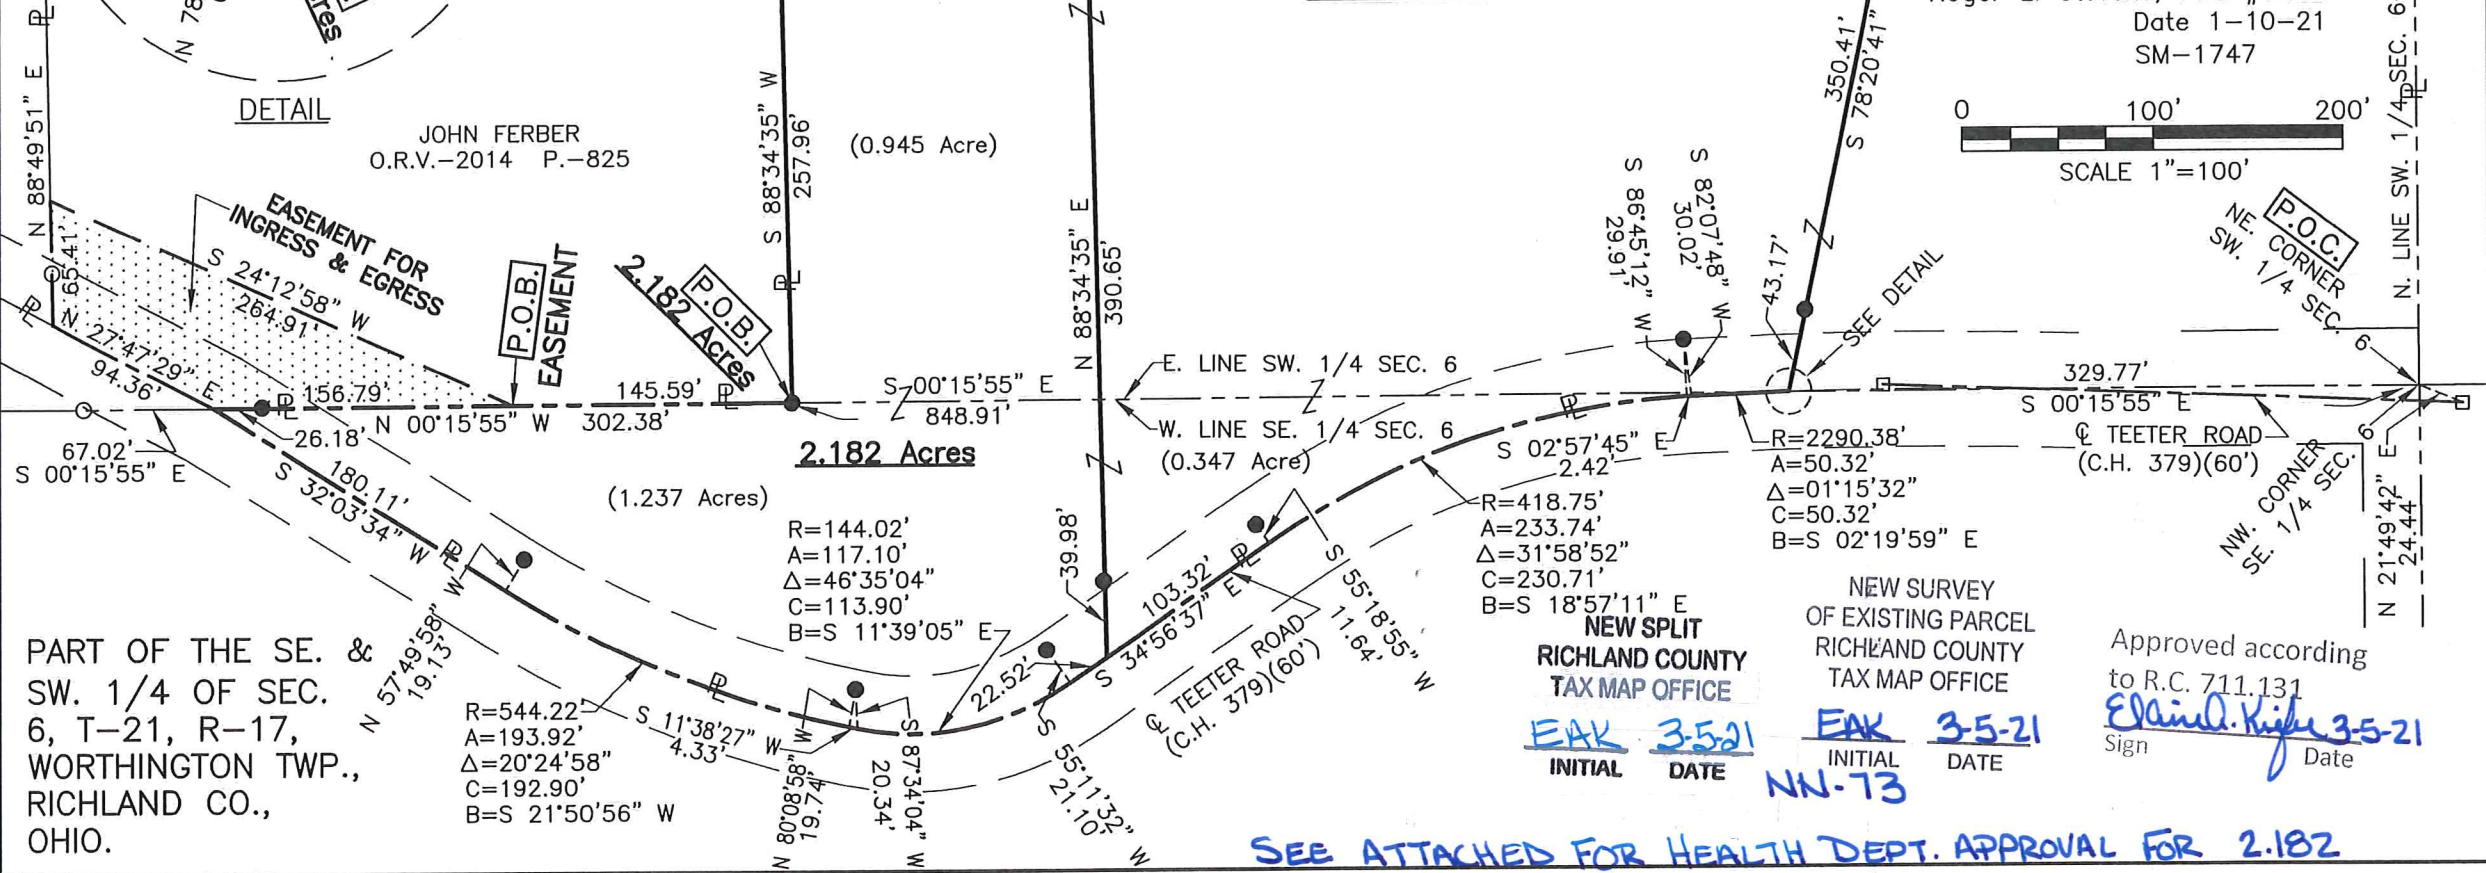 DETAIL
JOHN FERBER
O.R.V.-2014 P.-825
N 88°49'51" E
65.41'
EASEMENT FOR
INGRESS & EGRESS
S 24°12'58" W
264.91'
N 27°47'29" E
94.36'
P.O.B.
EASEMENT
P.O.B.
2.182 Acres
S 88°34'35" W
257.96'
(0.945 Acre)
N 88°34'35" E
390.65'
156.79'
145.59'
N 00°15'55" W 302.38'
26.18'
67.02'
S 00°15'55" E
S 00°15'55" E
848.91'
2.182 Acres
E. LINE SW. 1/4 SEC. 6
W. LINE SE. 1/4 SEC. 6
(0.347 Acre)
(1.237 Acres)
180.11'
S 32°03'34" W
R=144.02'
A=117.10'
Δ=46°35'04"
C=113.90'
B=S 11°39'05" E
39.98'
103.32'
S 34°56'37" E
22.52'
℄ TEETER ROAD
(C.H. 379)(60')
S 55°18'55" W
11.64'
S 55°11'32" W
21.10'
S 87°34'04" W
20.34'
N 80°08'58" W
19.74'
S 11°38'27" W
4.33'
N 57°49'58" W
19.13'
R=544.22'
A=193.92'
Δ=20°24'58"
C=192.90'
B=S 21°50'56" W
PART OF THE SE. &
SW. 1/4 OF SEC.
6, T-21, R-17,
WORTHINGTON TWP.,
RICHLAND CO.,
OHIO.
S 86°45'12" W
29.91'
S 82°07'48" W
30.02'
43.17'
350.41'
S 78°20'41"
SEE DETAIL
S 02°57'45" E
2.42'
R=418.75'
A=233.74'
Δ=31°58'52"
C=230.71'
B=S 18°57'11" E
R=2290.38'
A=50.32'
Δ=01°15'32"
C=50.32'
B=S 02°19'59" E
Date 1-10-21
SM-1747
0 100' 200'
SCALE 1"=100'
P.O.C.
NE. CORNER
SW. 1/4 SEC. 6
N. LINE SW. 1/4 SEC. 6
329.77'
S 00°15'55" E
℄ TEETER ROAD
(C.H. 379)(60')
NW. CORNER
SE. 1/4 SEC. 6
N 21°49'42" E
24.44'
NEW SPLIT
RICHLAND COUNTY
TAX MAP OFFICE
EAK 3-5-21
INITIAL DATE
NEW SURVEY
OF EXISTING PARCEL
RICHLAND COUNTY
TAX MAP OFFICE
EAK 3-5-21
INITIAL DATE
NN-73
Approved according
to R.C. 711.131
3-5-21
Sign Date
SEE ATTACHED FOR HEALTH DEPT. APPROVAL FOR 2.182